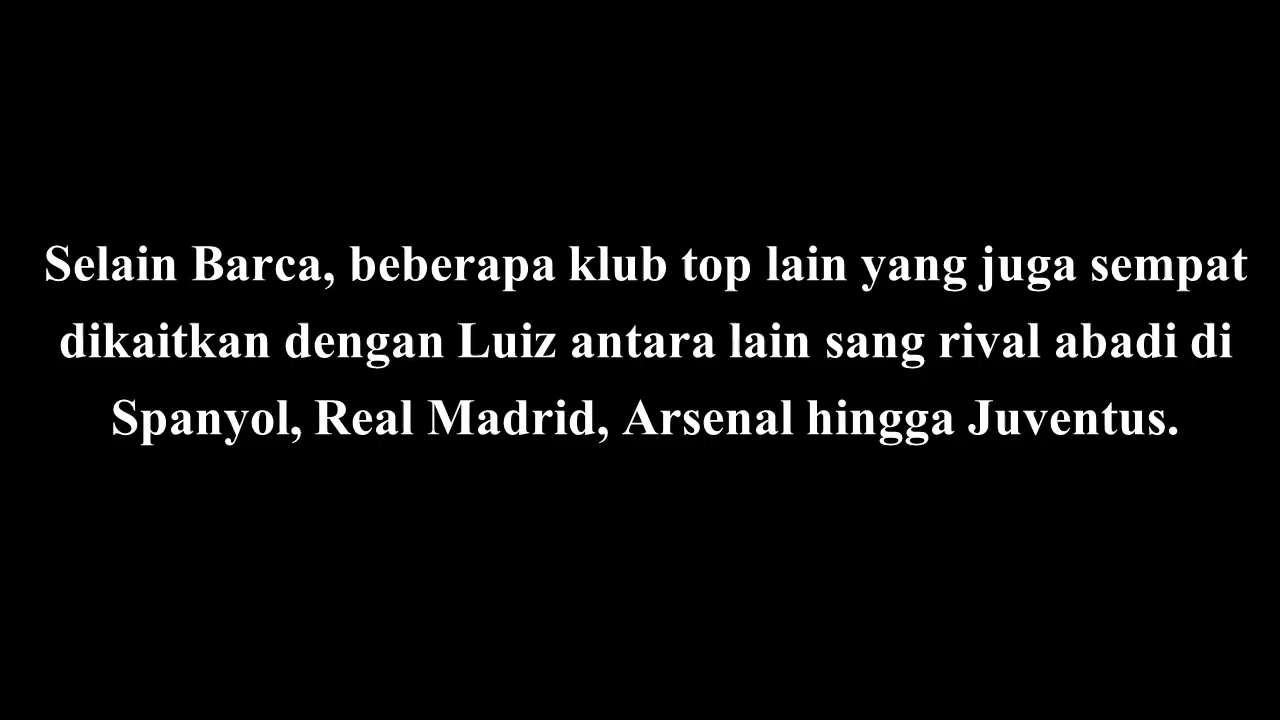 Selain Barca, beberapa klub top lain yang juga sempat
dikaitkan dengan Luiz antara lain sang rival abadi di
Spanyol, Real Madrid, Arsenal hingga Juventus.